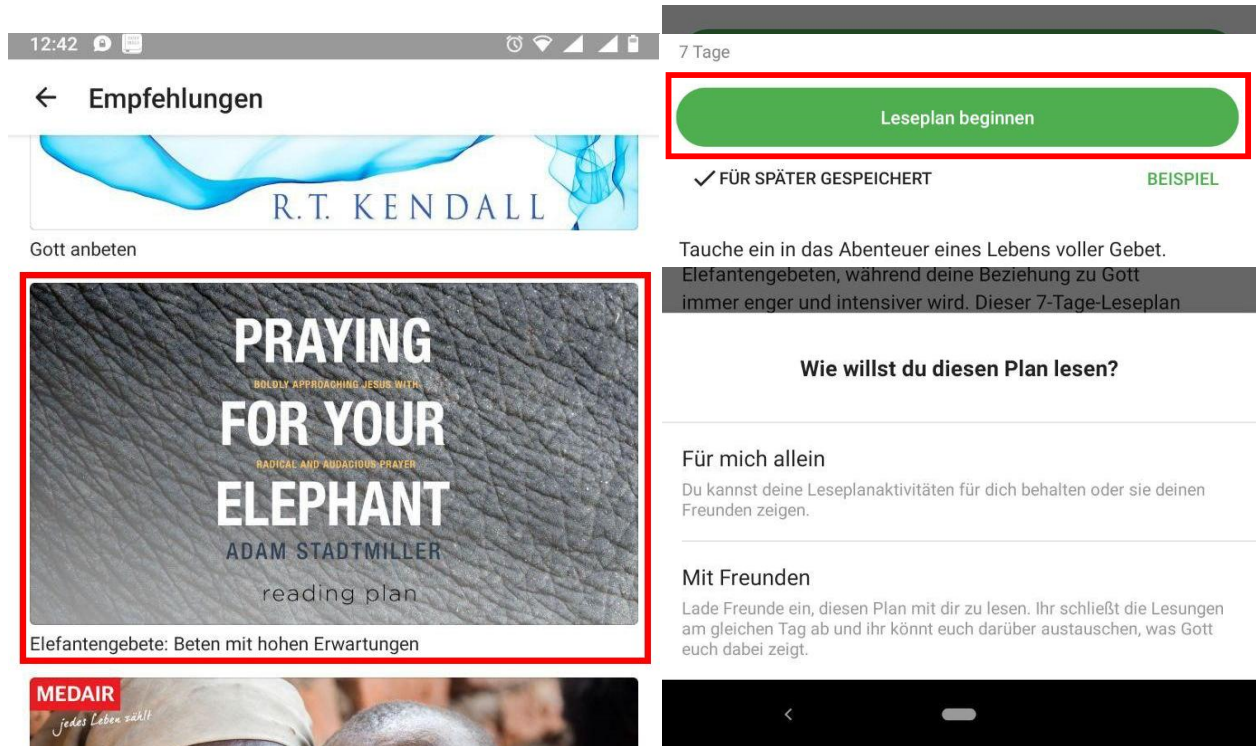 12:42
Empfehlungen
R.T. KENDALL
Gott anbeten
PRAYING
BOLDLY APPROACHING JESUS WITH
FOR YOUR
RADICAL AND AUDACIOUS PRAYER
ELEPHANT
ADAM STADTMILLER
reading plan
Elefantengebete: Beten mit hohen Erwartungen
MEDAIR
jedes Leben zählt
7 Tage
Leseplan beginnen
FÜR SPÄTER GESPEICHERT
BEISPIEL
Tauche ein in das Abenteuer eines Lebens voller Gebet.
Elefantengebeten, während deine Beziehung zu Gott
immer enger und intensiver wird. Dieser 7-Tage-Leseplan
Wie willst du diesen Plan lesen?
Für mich allein
Du kannst deine Leseplanaktivitäten für dich behalten oder sie deinen
Freunden zeigen.
Mit Freunden
Lade Freunde ein, diesen Plan mit dir zu lesen. Ihr schließt die Lesungen
am gleichen Tag ab und ihr könnt euch darüber austauschen, was Gott
euch dabei zeigt.